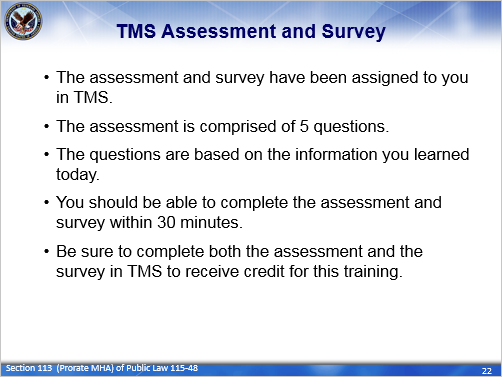 TMS Assessment and Survey
• The assessment and survey have been assigned to you
in TMS.
• The assessment is comprised of 5 questions.
• The questions are based on the information you learned
today.
• You should be able to complete the assessment and
survey within 30 minutes.
• Be sure to complete both the assessment and the
survey in TMS to receive credit for this training.
Section 113 (Prorate MHA) of Public Law 115-48
22